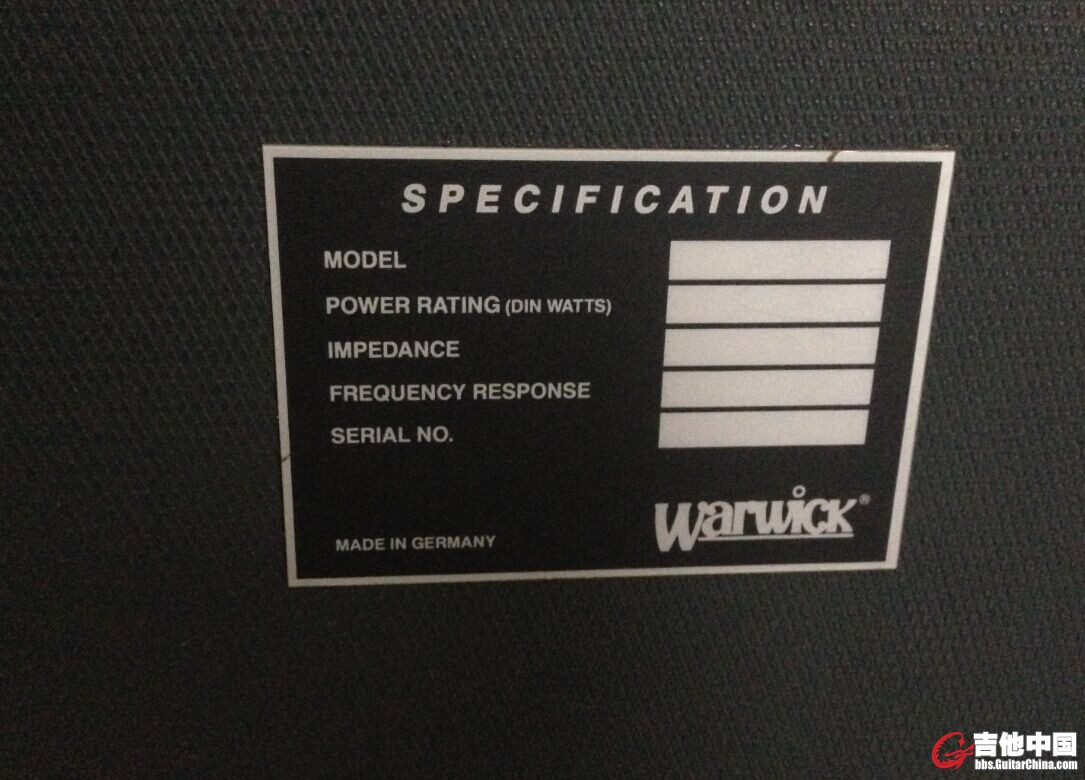 SPECIFICATION
MODEL
POWER RATING (DIN WATTS)
IMPEDANCE
FREQUENCY RESPONSE
SERIAL NO.
MADE IN GERMANY
Warwick®
吉他中国
bbs.GuitarChina.com